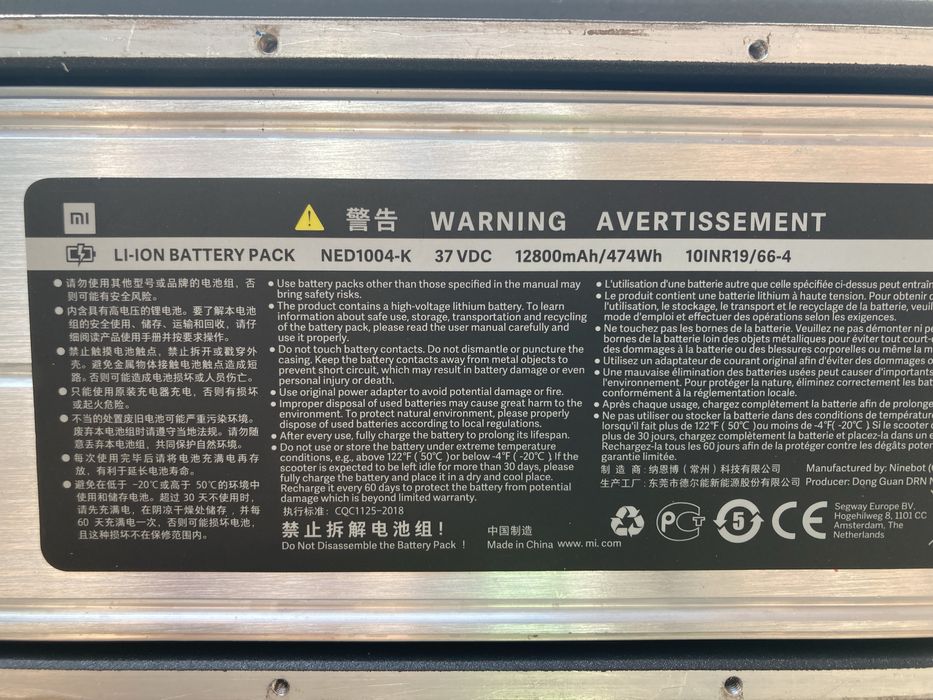 mi
警告 WARNING AVERTISSEMENT
LI-ION BATTERY PACK NED1004-K 37 VDC 12800mAh/474Wh 10INR19/66-4
● 请勿使用其他型号或品牌的电池组，否
则可能有安全风险。
● 内含具有高电压的锂电池。要了解本电池
组的安全使用、储存、运输和回收，请仔
细阅读产品使用手册并按要求操作。
● 禁止触摸电池触点，禁止拆开或戳穿外
壳。避免金属物体接触电池触点造成短
路。否则可能造成电池损坏或人员伤亡。
● 只能使用原装充电器充电，否则有损坏
或起火危险。
● 不当的处置废旧电池可能严重污染环境。
废弃本电池组时请遵守当地法规。请勿随
意丢弃本电池组，共同保护自然环境。
● 每次使用完毕后请将电池充满电再存
放，有利于延长电池寿命。
● 避免在低于 -20℃或高于 50℃的环境中
使用和储存电池。超过 30 天不使用时，
请先充满电，在阴凉干燥处储存，并每
60 天充满电一次，否则可能损坏电池，
且这种损坏不在保修范围内。
● Use battery packs other than those specified in the manual may
bring safety risks.
● The product contains a high-voltage lithium battery. To learn
information about safe use, storage, transportation and recycling
of the battery pack, please read the user manual carefully and
use it properly.
● Do not touch battery contacts. Do not dismantle or puncture the
casing. Keep the battery contacts away from metal objects to
prevent short circuit, which may result in battery damage or even
personal injury or death.
● Use original power adapter to avoid potential damage or fire.
● Improper disposal of used batteries may cause great harm to the
environment. To protect natural environment, please properly
dispose of used batteries according to local regulations.
● After every use, fully charge the battery to prolong its lifespan.
● Do not use or store the battery under extreme temperature
conditions, e.g., above 122°F ( 50℃ )or below-4°F( -20℃ ) If the
scooter is expected to be left idle for more than 30 days, please
fully charge the battery and place it in a dry and cool place.
Recharge it every 60 days to protect the battery from potential
damage which is beyond limited warranty.
执行标准：CQC1125-2018
禁止拆解电池组！
Do Not Disassemble the Battery Pack !
中国制造
Made in China www. mi. com
● L'utilisation d'une batterie autre que celle spécifiée ci-dessus peut
● Le produit contient une batterie lithium à haute tension. Pour obtenir
l'utilisation, le stockage, le transport et le recyclage de la batterie,
mode d'emploi et effectuer des opérations selon les exigences.
● Ne touchez pas les bornes de la batterie. Veuillez ne pas démonter ni
bornes de la batterie loin des objets métalliques pour éviter tout
des dommages à la batterie ou des blessures corporelles ou même la
● Utilisez un adaptateur de courant original afin d'éviter des dommages
● Une mauvaise élimination des batteries usées peut causer d'importants
l'environnement. Pour protéger la nature, éliminez correctement les
conformément à la réglementation locale.
● Après chaque usage, chargez complètement la batterie afin de
● Ne pas utiliser ou stocker la batterie dans des conditions de
lorsqu'il fait plus de 122°F ( 50℃ )ou moins de -4°F( -20℃ ) Si le scooter
plus de 30 jours, chargez complètement la batterie et placez-la dans un
Rechargez-la tous les 60 jours afin de la protéger contre les dégâts
garantie limitée.
制 造 商：纳恩博（常州）科技有限公司 Manufactured by: Ninebot
生产工厂：东莞市德尔能新能源股份有限公司 Producer: Dong Guan DRN
5
CE
Segway Europe BV,
Hogehilweg 8, 1101 CC
Amsterdam, The
Netherlands